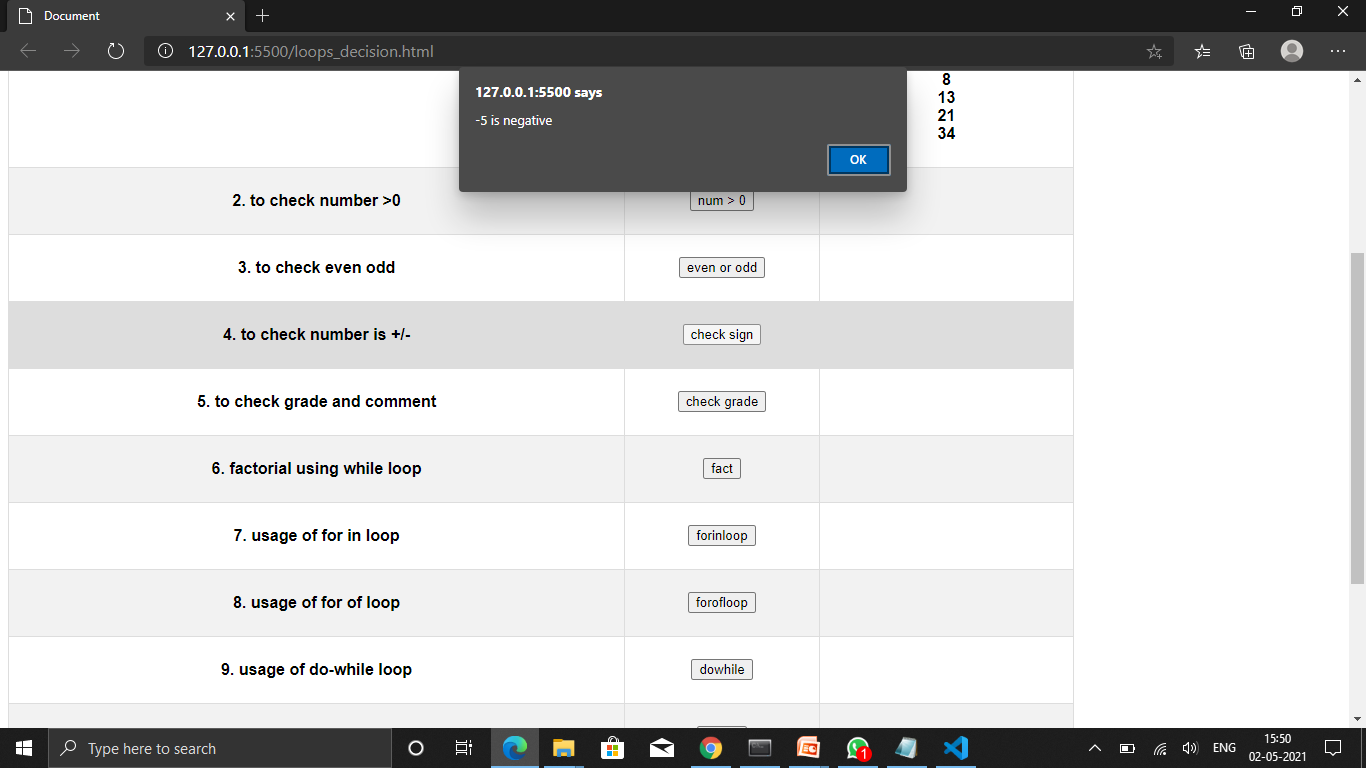 Document
127.0.0.1:5500/loops_decision.html
127.0.0.1:5500 says
-5 is negative
OK
8
13
21
34
2. to check number >0
num > 0
3. to check even odd
even or odd
4. to check number is +/-
check sign
5. to check grade and comment
check grade
6. factorial using while loop
fact
7. usage of for in loop
forinloop
8. usage of for of loop
forofloop
9. usage of do-while loop
dowhile
Type here to search
1
ENG
15:50
02-05-2021